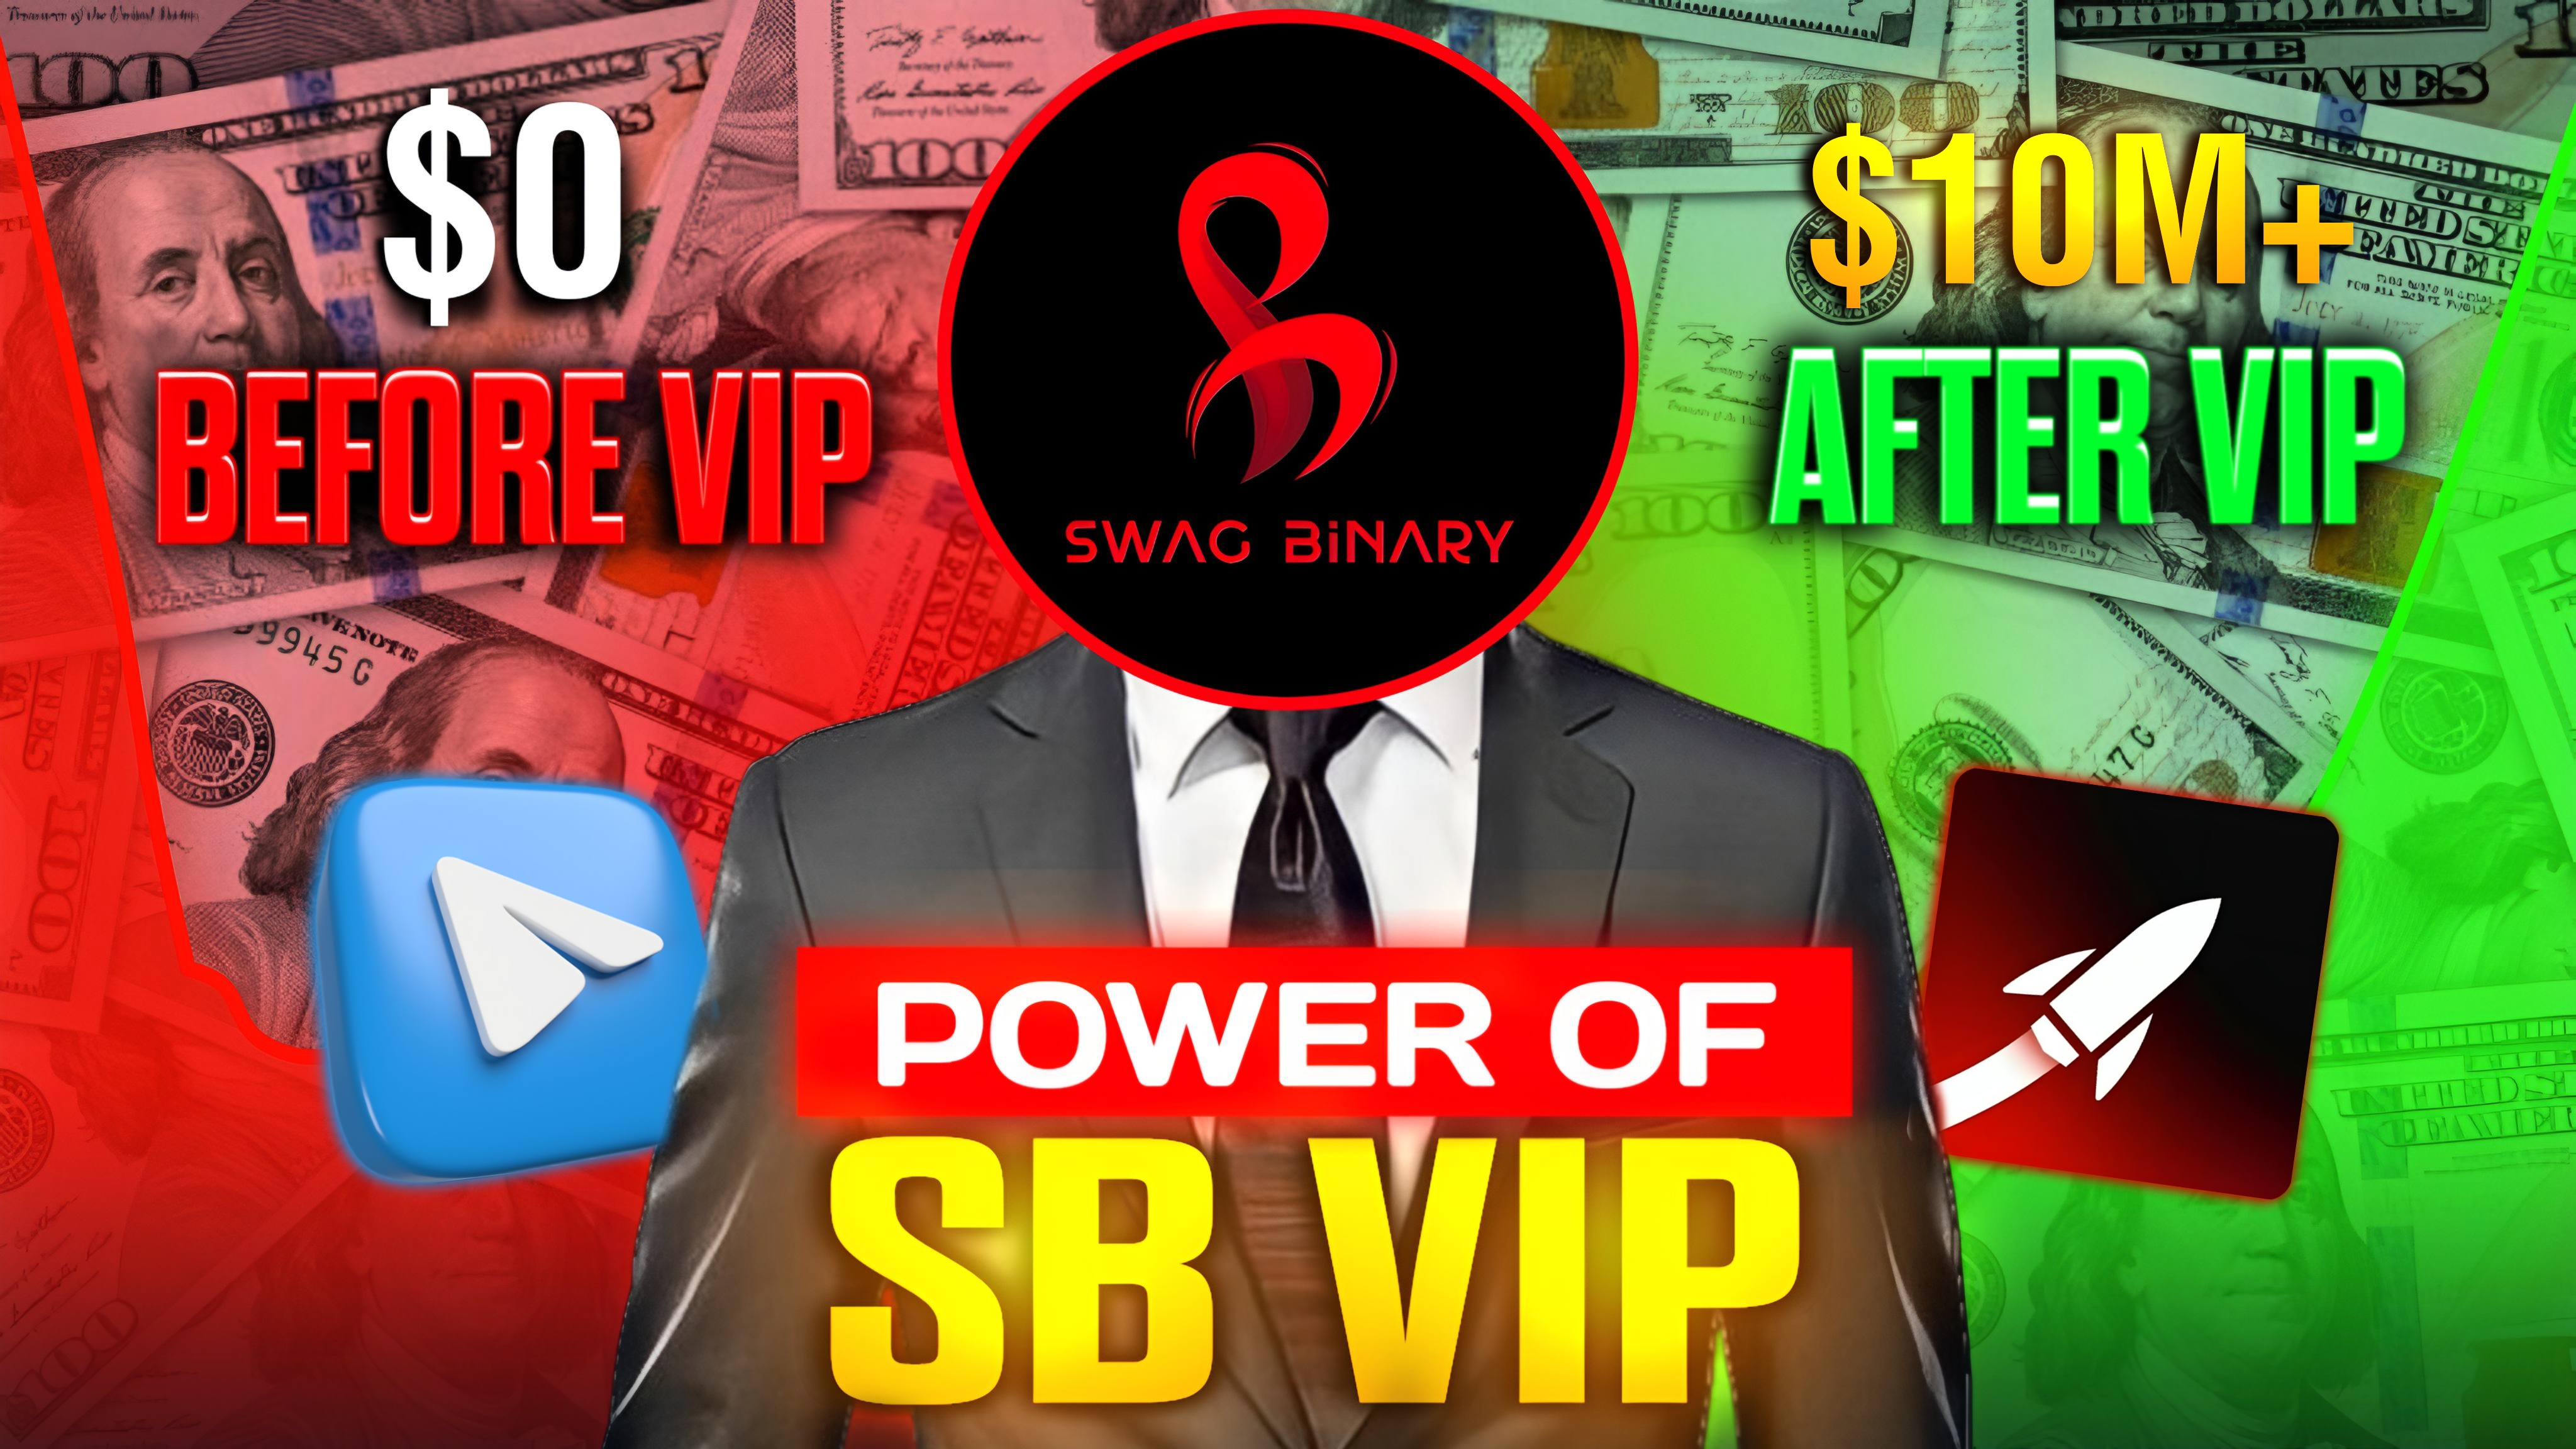 $0
BEFORE VIP
SWAG BiNARY
$10M+
AFTER VIP
POWER OF
SB VIP